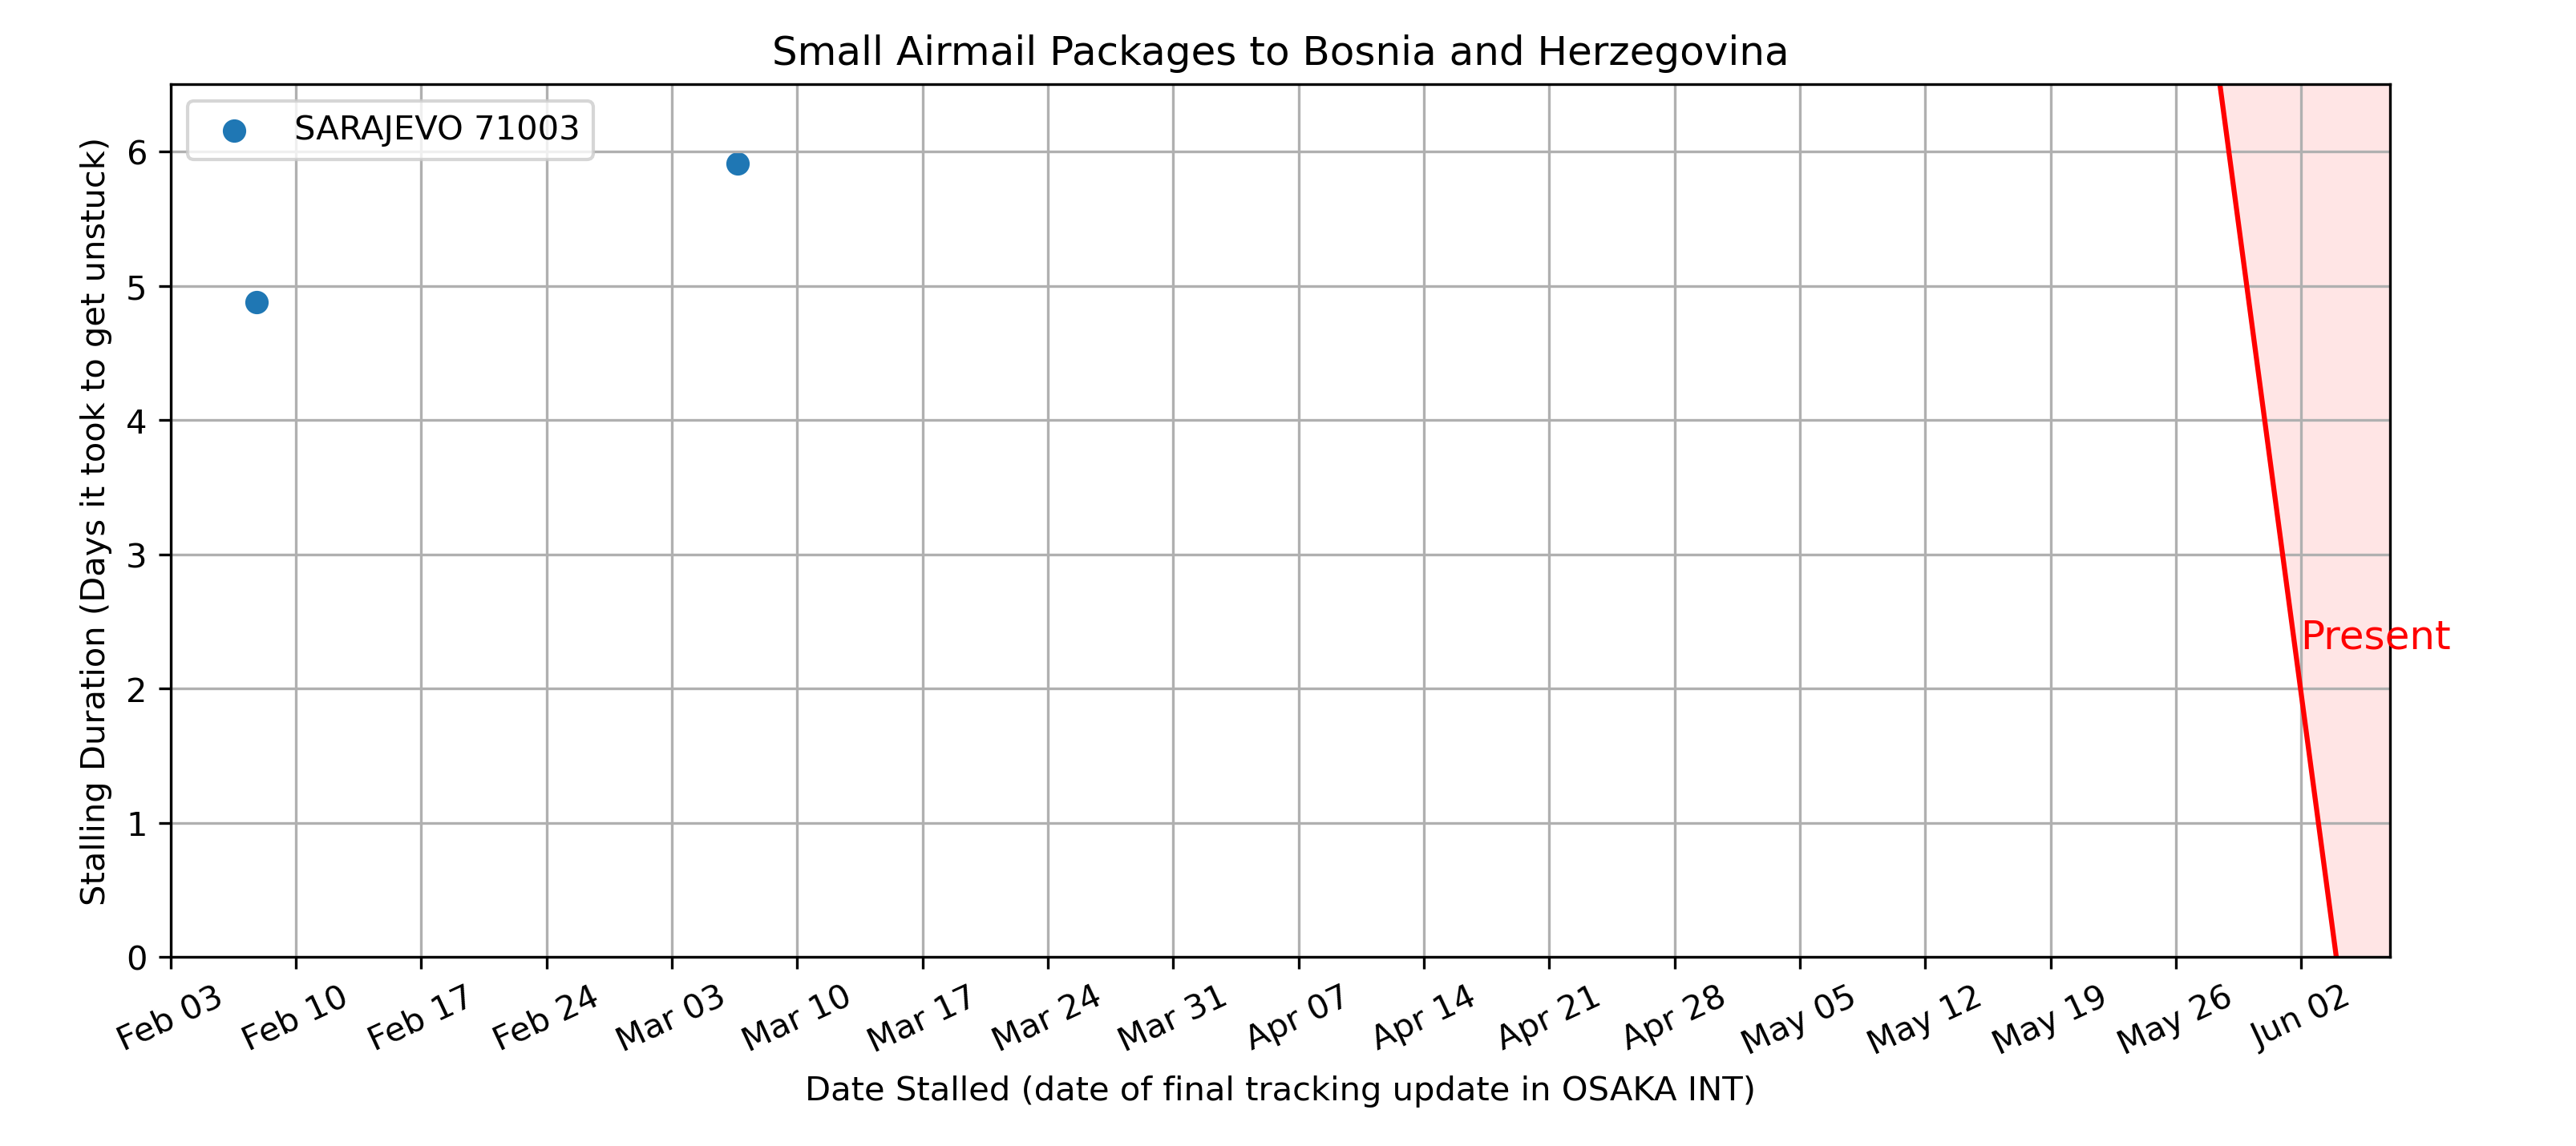 Small Airmail Packages to Bosnia and Herzegovina
SARAJEVO 71003
Stalling Duration (Days it took to get unstuck)
6
5
4
3
2
1
0
Present
Feb 03
Feb 10
Feb 17
Feb 24
Mar 03
Mar 10
Mar 17
Mar 24
Mar 31
Apr 07
Apr 14
Apr 21
Apr 28
May 05
May 12
May 19
May 26
Jun 02
Date Stalled (date of final tracking update in OSAKA INT)